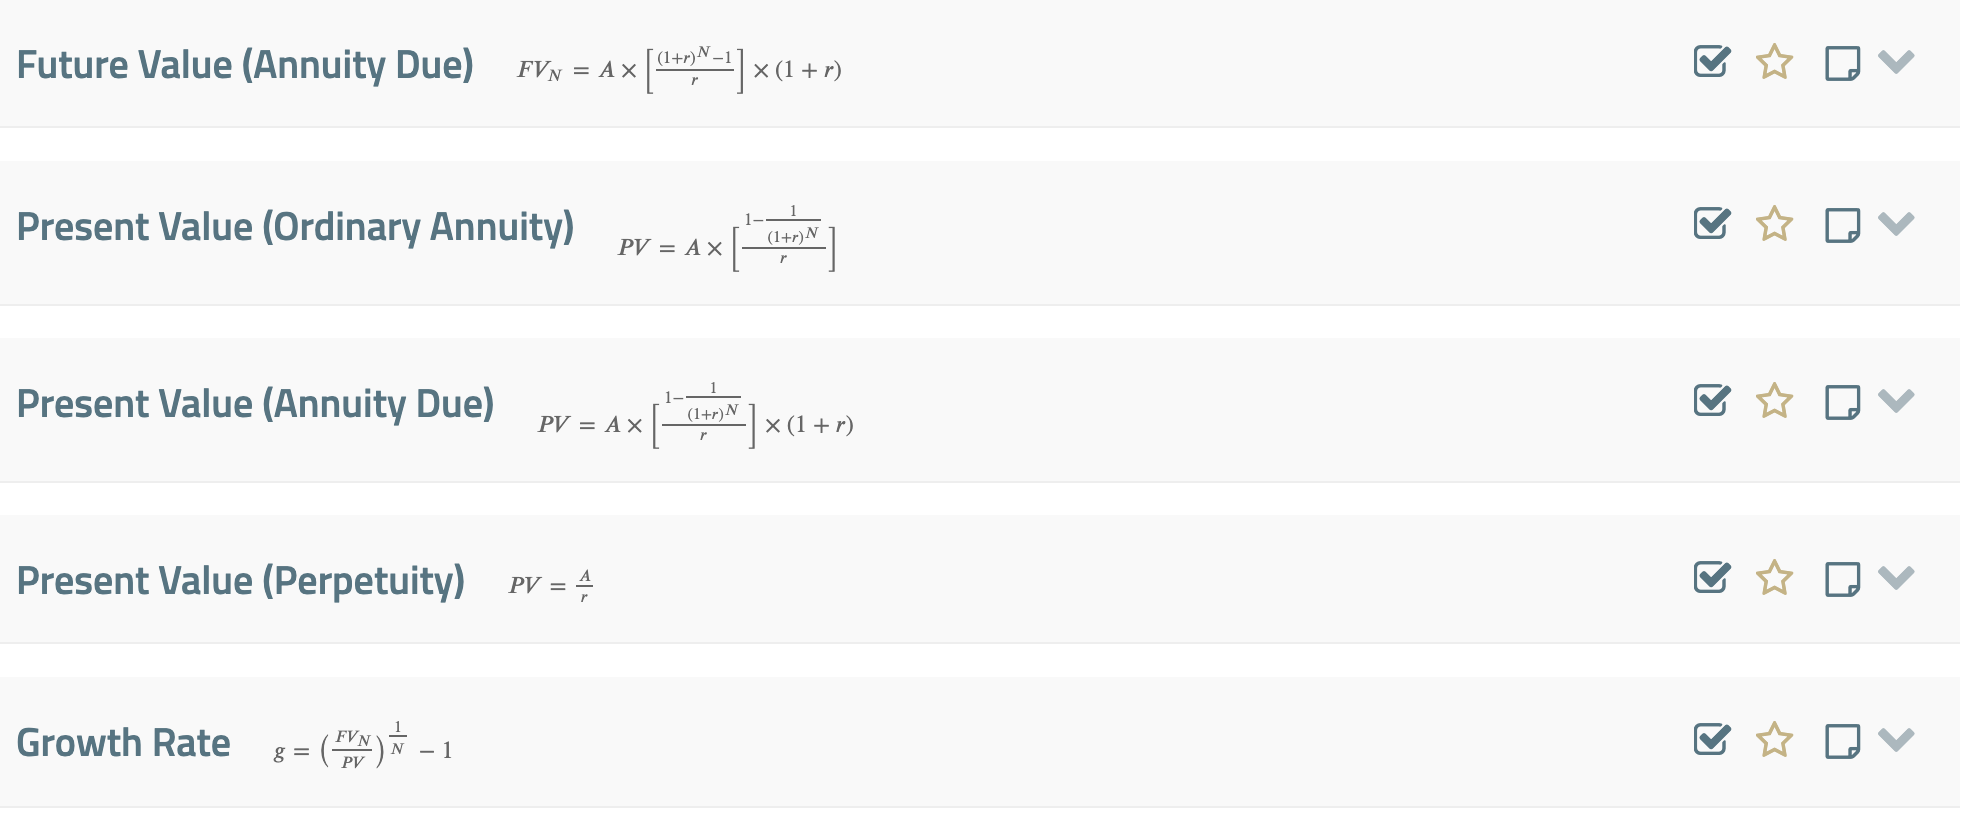 Future Value (Annuity Due) $FV_N = A \times \left[\frac{(1+r)^N-1}{r}\right] \times (1+r)$
Present Value (Ordinary Annuity) $PV = A \times \left[\frac{1-\frac{1}{(1+r)^N}}{r}\right]$
Present Value (Annuity Due) $PV = A \times \left[\frac{1-\frac{1}{(1+r)^N}}{r}\right] \times (1+r)$
Present Value (Perpetuity) $PV = \frac{A}{r}$
Growth Rate $g = \left(\frac{FV_N}{PV}\right)^{\frac{1}{N}} - 1$